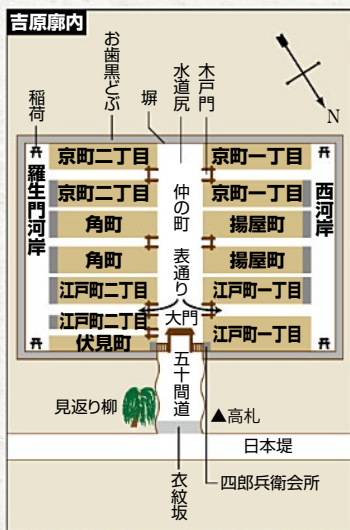 吉原廓内
お歯黒どぶ
稲荷
塀
水道尻
木戸門
N
京町二丁目
京町一丁目
羅生門河岸
京町二丁目
仲の町
京町一丁目
西河岸
角町
揚屋町
角町
表通り
揚屋町
江戸町二丁目
江戸町一丁目
江戸町二丁目
大門
江戸町一丁目
伏見町
五十間道
見返り柳
▲高札
日本堤
衣紋坂
四郎兵衛会所